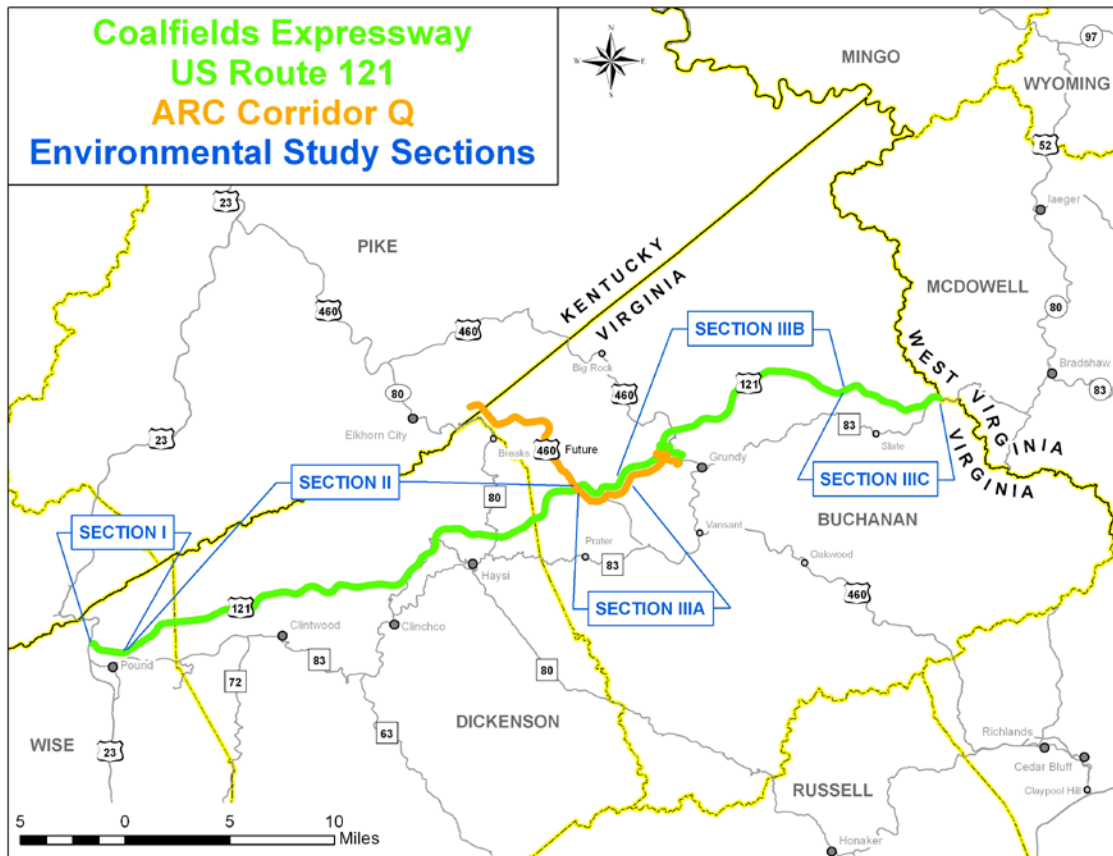 Coalfields Expressway
US Route 121
ARC Corridor Q
Environmental Study Sections
N
W
E
S
MINGO
97
WYOMING
52
Iaeger
23
PIKE
KENTUCKY
VIRGINIA
MCDOWELL
460
460
80
SECTION IIIB
Big Rock
WEST VIRGINIA
VIRGINIA
Bradshaw
83
121
80
460
Elkhorn City
23
83
Slate
Breaks
460
Future
Grundy
SECTION II
SECTION IIIC
80
BUCHANAN
SECTION I
Vansant
Prater
83
Oakwood
Haysi
460
121
SECTION IIIA
Clinchco
Clintwood
83
Pound
72
80
DICKENSON
63
WISE
23
Richlands
Cedar Bluff
RUSSELL
Claypool Hill
5
0
5
10
Miles
Honaker